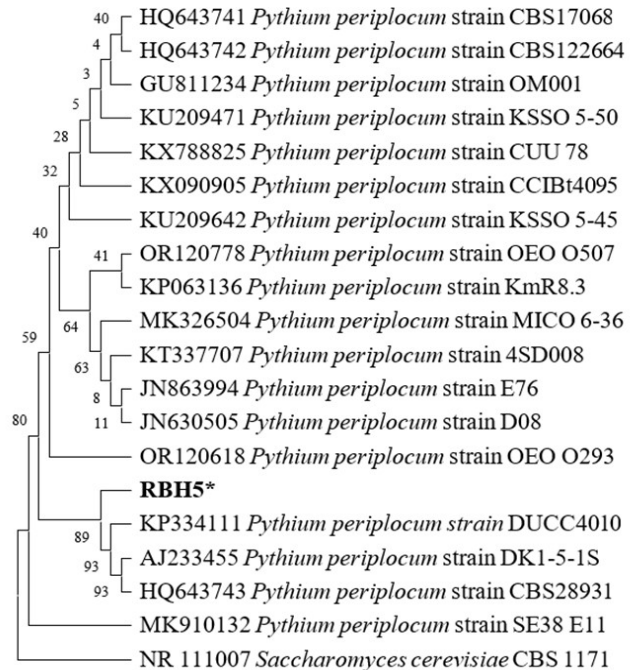 40 HQ643741 Pythium periplocum strain CBS17068
4 HQ643742 Pythium periplocum strain CBS122664
3 GU811234 Pythium periplocum strain OM001
5 KU209471 Pythium periplocum strain KSSO 5-50
28 KX788825 Pythium periplocum strain CUU 78
32 KX090905 Pythium periplocum strain CCIBt4095
KU209642 Pythium periplocum strain KSSO 5-45
40
41 OR120778 Pythium periplocum strain OEO O507
KP063136 Pythium periplocum strain KmR8.3
64 MK326504 Pythium periplocum strain MICO 6-36
59
63 KT337707 Pythium periplocum strain 4SD008
8 JN863994 Pythium periplocum strain E76
80 11 JN630505 Pythium periplocum strain D08
OR120618 Pythium periplocum strain OEO O293
RBH5*
89 KP334111 Pythium periplocum strain DUCC4010
93 AJ233455 Pythium periplocum strain DK1-5-1S
93 HQ643743 Pythium periplocum strain CBS28931
MK910132 Pythium periplocum strain SE38 E11
NR 111007 Saccharomyces cerevisiae CBS 1171